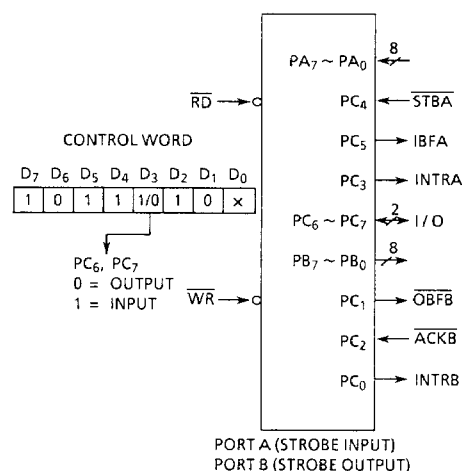 8
PA7 ~ PA0
RD
PC4 STBA
CONTROL WORD
PC5 IBFA
D7 D6 D5 D4 D3 D2 D1 D0
PC3 INTRA
1 0 1 1 1/0 1 0 ×
2
PC6 ~ PC7 I/O
8
PC6, PC7
PB7 ~ PB0
0 = OUTPUT
1 = INPUT
WR
PC1 OBFB
PC2 ACKB
PC0 INTRB
PORT A (STROBE INPUT)
PORT B (STROBE OUTPUT)